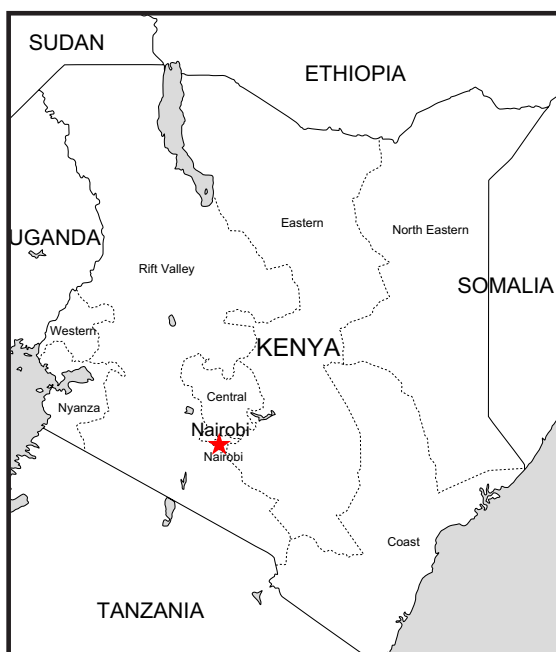 SUDAN
ETHIOPIA
Eastern
North Eastern
UGANDA
Rift Valley
SOMALIA
Western
KENYA
Central
Nyanza
Nairobi
Nairobi
Coast
TANZANIA